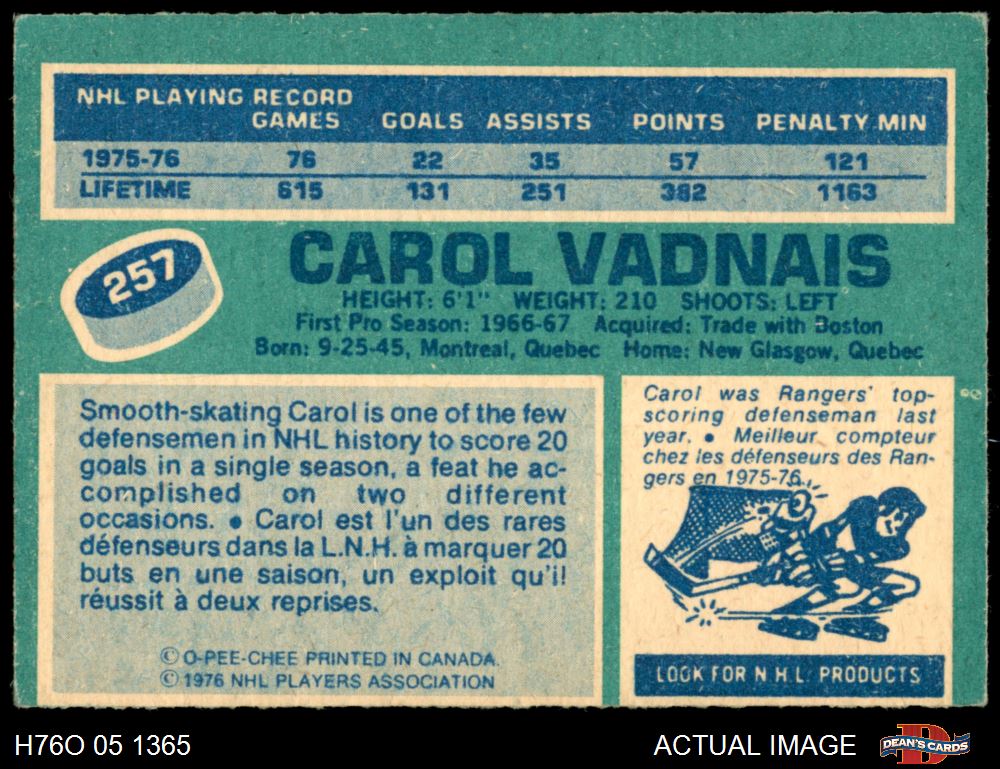 NHL PLAYING RECORD
GAMES GOALS ASSISTS POINTS PENALTY MIN
1975-76 76 22 35 57 121
LIFETIME 615 131 251 382 1163
257
CAROL VADNAIS
HEIGHT: 6'1" WEIGHT: 210 SHOOTS: LEFT
First Pro Season: 1966-67 Acquired: Trade with Boston
Born: 9-25-45, Montreal, Quebec Home: New Glasgow, Quebec
Smooth-skating Carol is one of the few
defensemen in NHL history to score 20
goals in a single season, a feat he ac-
complished on two different
occasions. • Carol est l'un des rares
défenseurs dans la L.N.H. à marquer 20
buts en une saison, un exploit qu'il
réussit à deux reprises.
© O-PEE-CHEE PRINTED IN CANADA.
© 1976 NHL PLAYERS ASSOCIATION
Carol was Rangers' top-
scoring defenseman last
year. • Meilleur compteur
chez les défenseurs des Ran-
gers en 1975-76.
LOOK FOR N.H.L. PRODUCTS
H76O 05 1365
ACTUAL IMAGE
D
DEAN'S CARDS